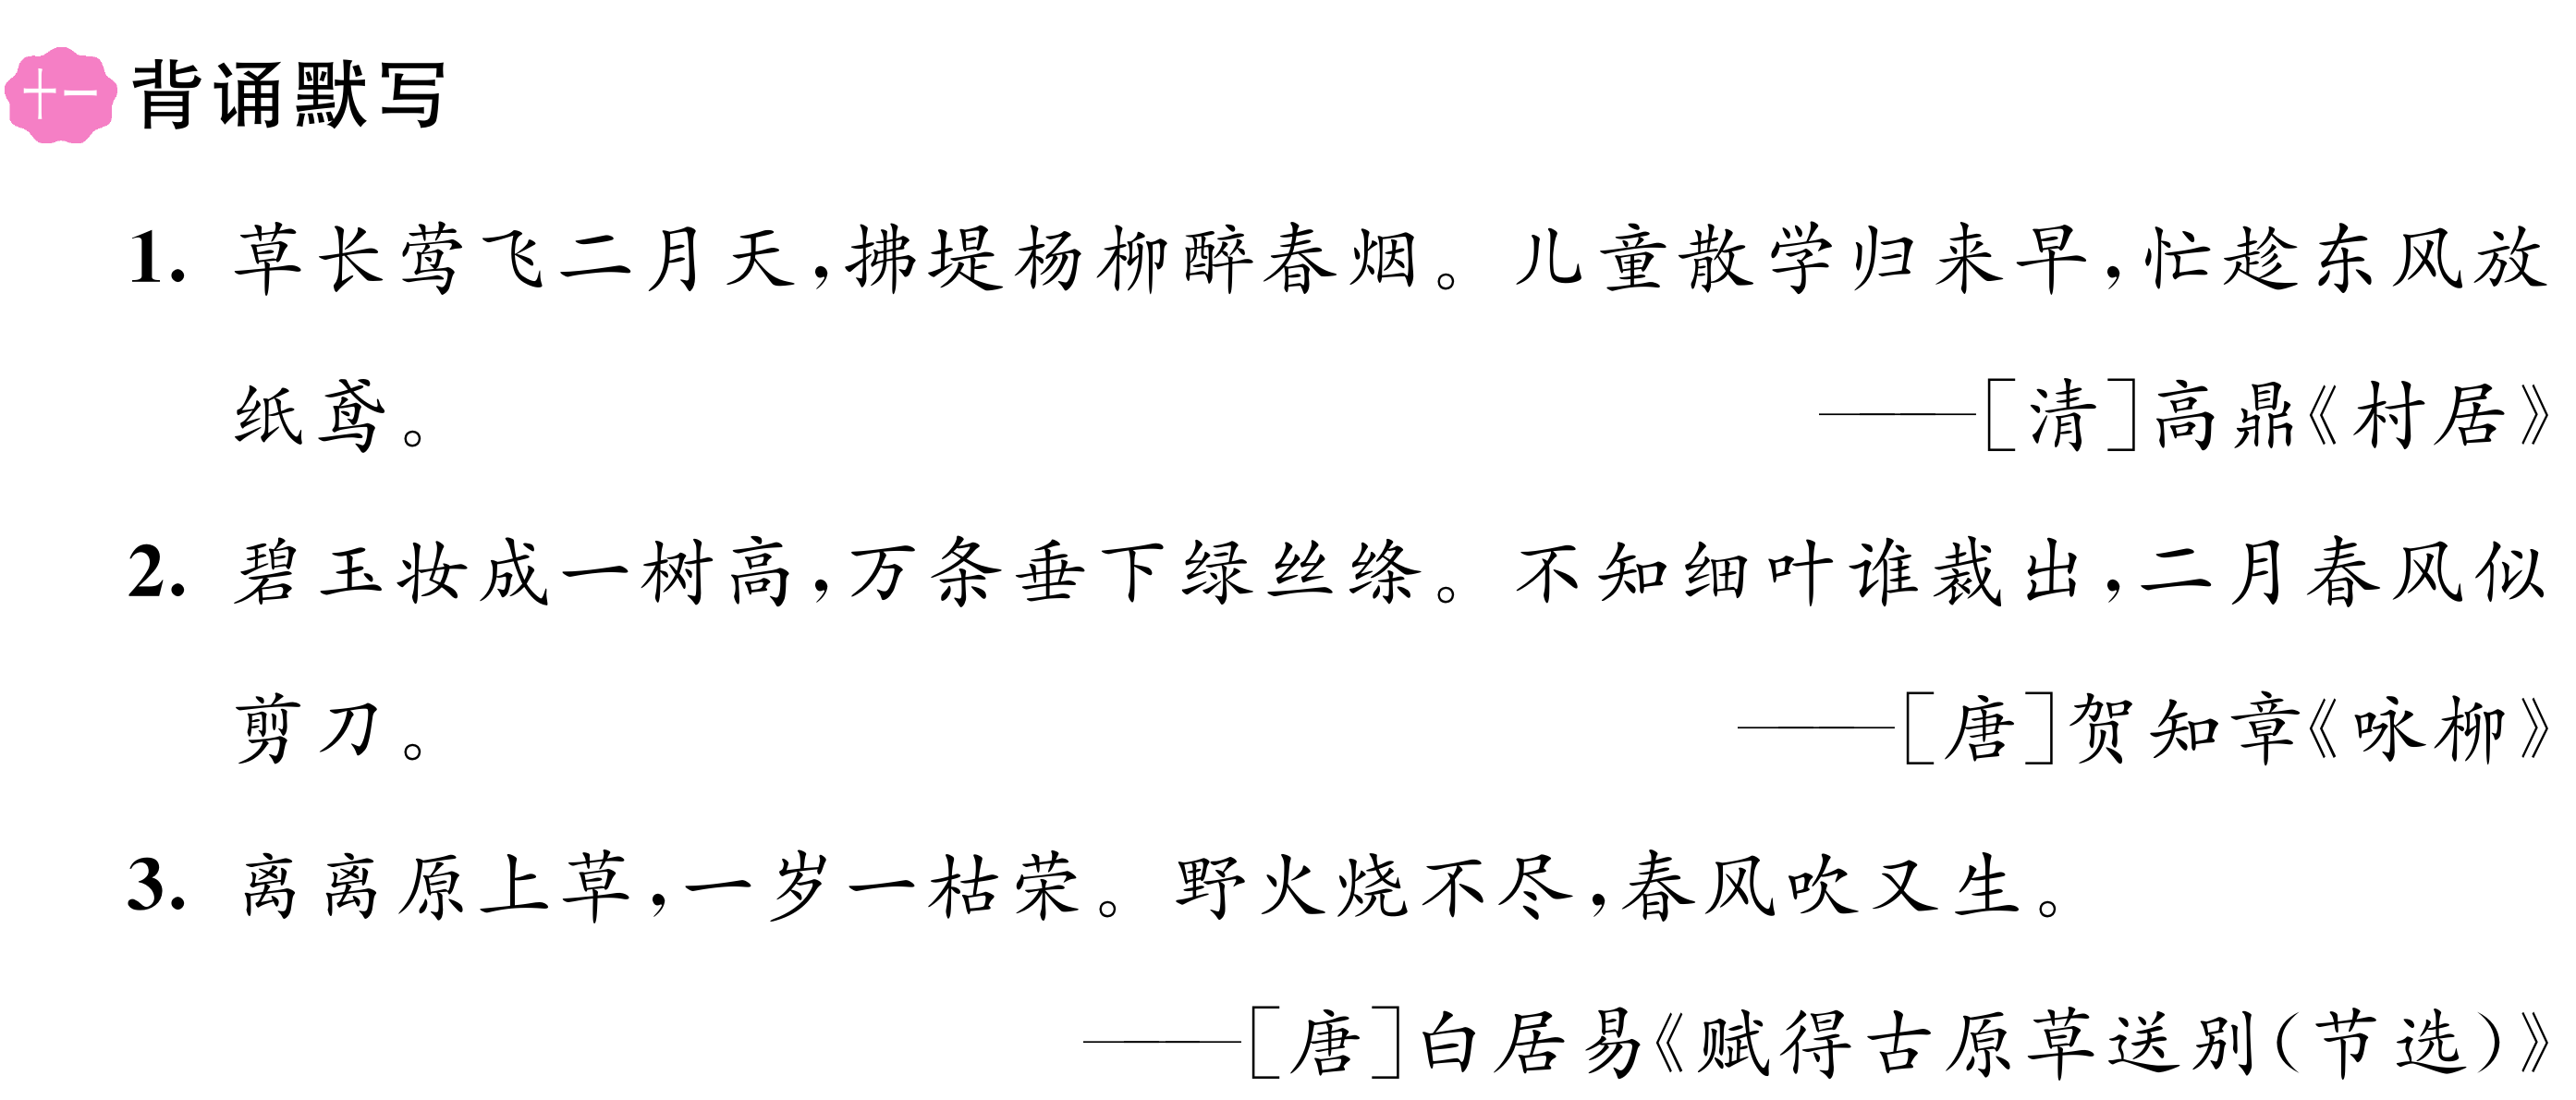 十一 背诵默写
1. 草长莺飞二月天,拂堤杨柳醉春烟。儿童散学归来早,忙趁东风放
纸鸢。 ——[清]高鼎《村居》
2. 碧玉妆成一树高,万条垂下绿丝绦。不知细叶谁裁出,二月春风似
剪刀。 ——[唐]贺知章《咏柳》
3. 离离原上草,一岁一枯荣。野火烧不尽,春风吹又生。
——[唐]白居易《赋得古原草送别(节选)》